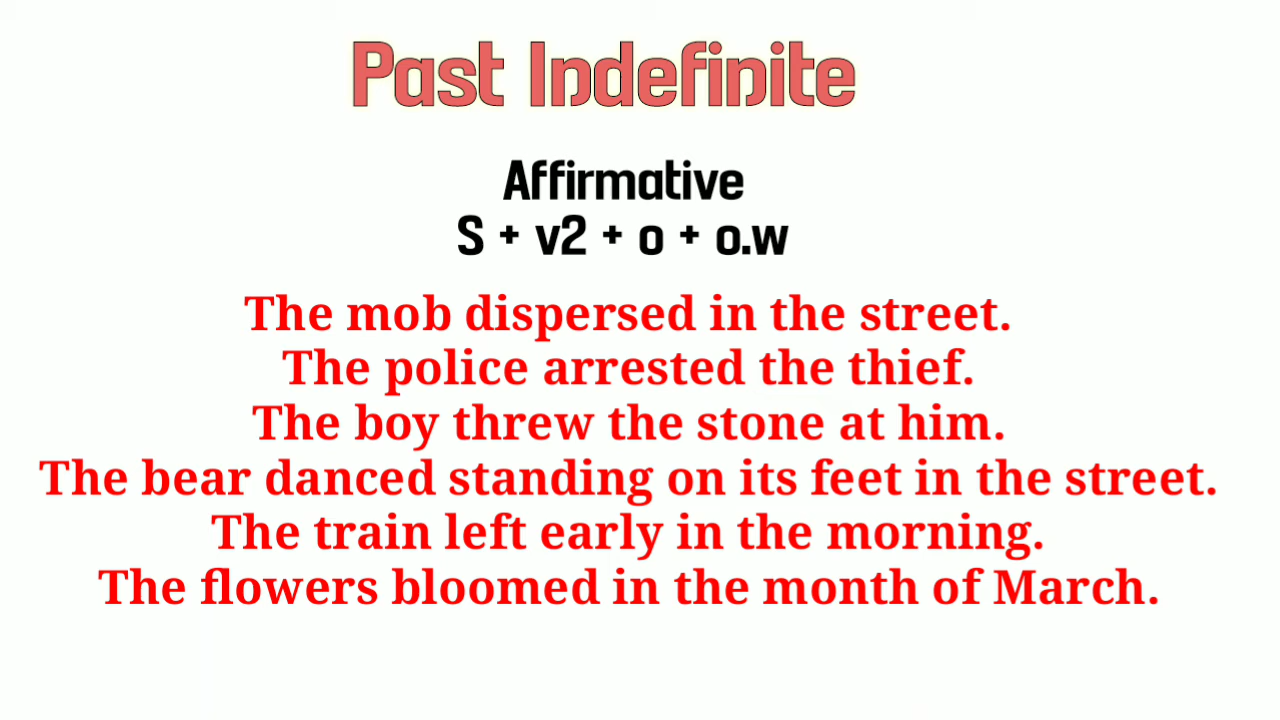 Past Indefinite
Affirmative
S + v2 + o + o.w
The mob dispersed in the street.
The police arrested the thief.
The boy threw the stone at him.
The bear danced standing on its feet in the street.
The train left early in the morning.
The flowers bloomed in the month of March.